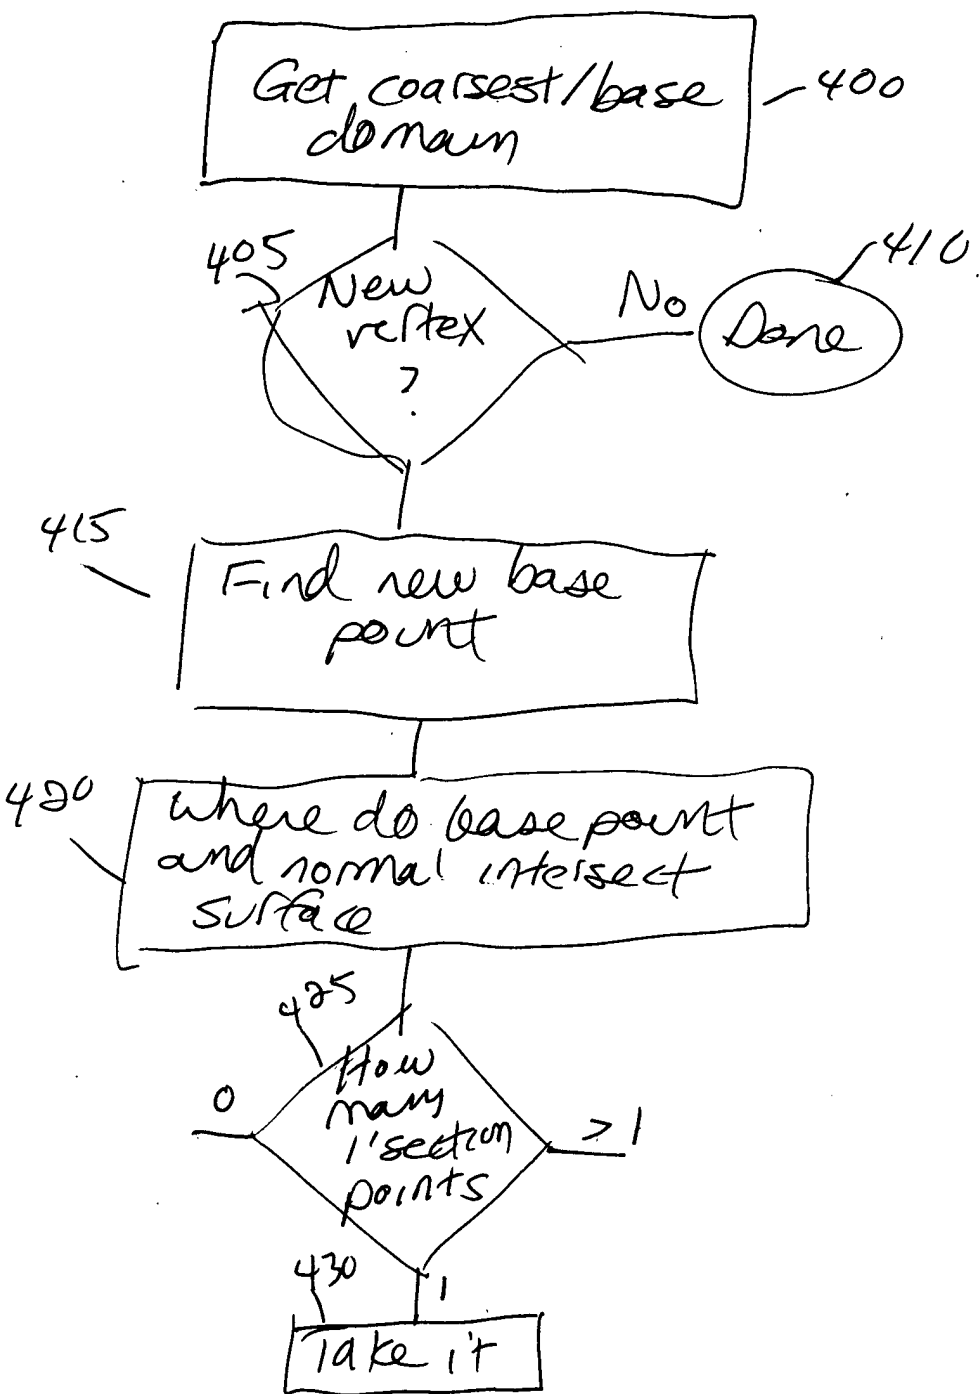 Get coarsest/base
domain
400
405
New
vertex
?
No
410
Done
415
Find new base
point
420
where do base point
and normal intersect
surface
425
How
many
i'section
points
0
>1
430
1
Take it